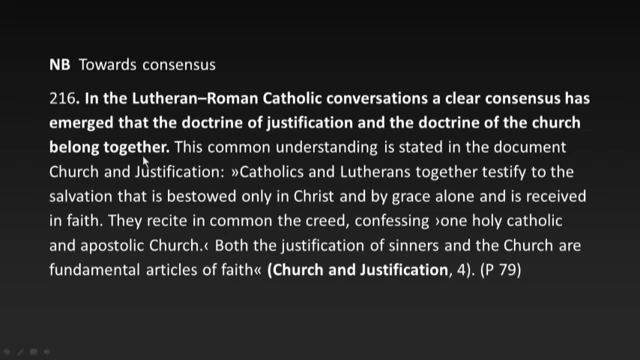 NB Towards consensus
216. In the Lutheran–Roman Catholic conversations a clear consensus has
emerged that the doctrine of justification and the doctrine of the church
belong together. This common understanding is stated in the document
Church and Justification: »Catholics and Lutherans together testify to the
salvation that is bestowed only in Christ and by grace alone and is received
in faith. They recite in common the creed, confessing ›one holy catholic
and apostolic Church.‹ Both the justification of sinners and the Church are
fundamental articles of faith« (Church and Justification, 4). (P 79)